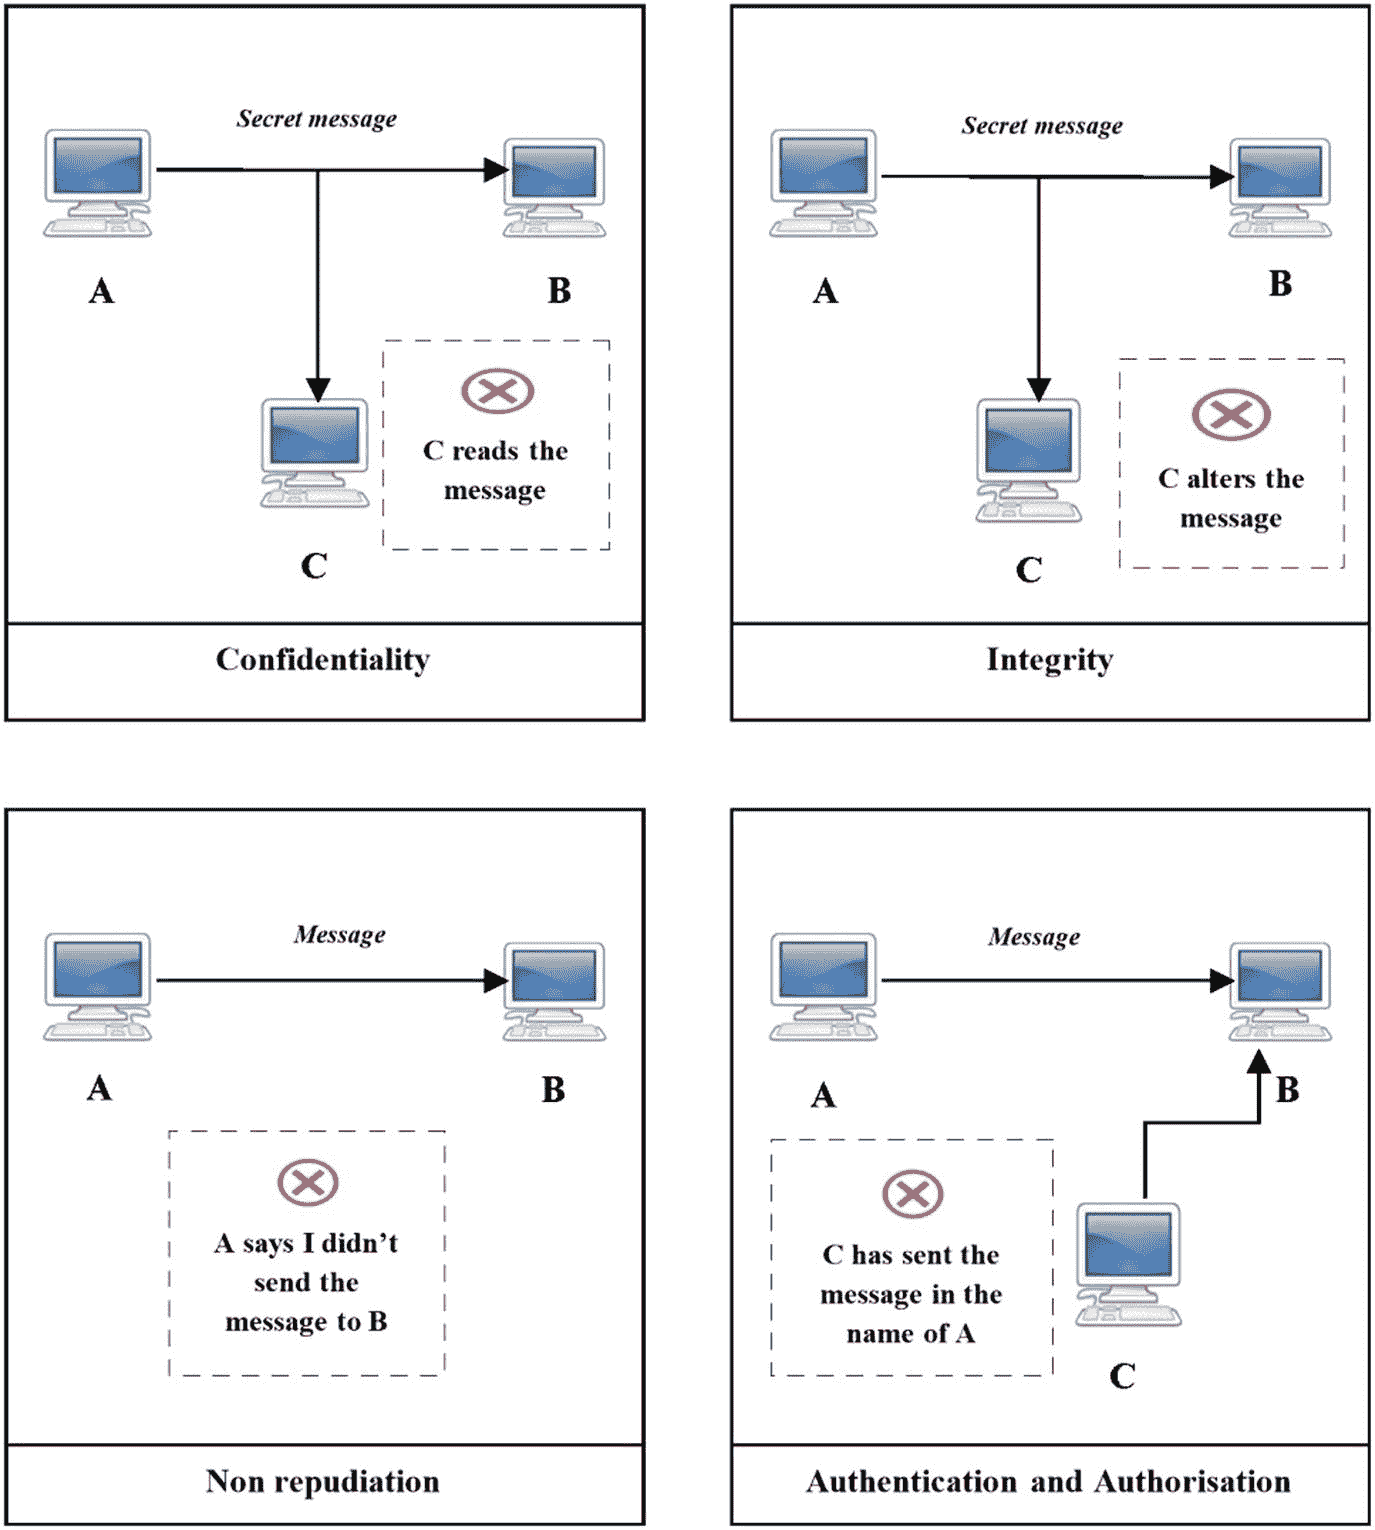 Secret message
A
B
C reads the
message
C
Confidentiality
Secret message
A
B
C alters the
message
C
Integrity
Message
A
B
A says I didn’t
send the
message to B
Non repudiation
Message
A
B
C has sent the
message in the
name of A
C
Authentication and Authorisation